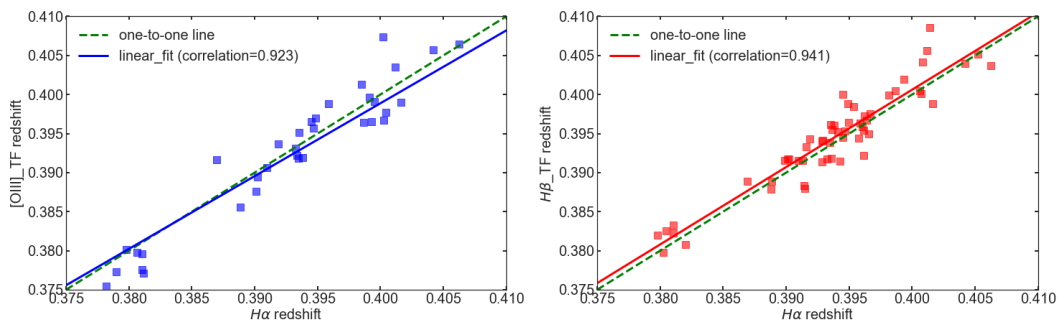 0.410
0.405
0.400
0.395
0.390
0.385
0.380
0.375
[OIII]_TF redshift
one-to-one line
linear_fit (correlation=0.923)
0.375 0.380 0.385 0.390 0.395 0.400 0.405 0.410
Hα redshift
0.410
0.405
0.400
0.395
0.390
0.385
0.380
0.375
Hβ_TF redshift
one-to-one line
linear_fit (correlation=0.941)
0.375 0.380 0.385 0.390 0.395 0.400 0.405 0.410
Hα redshift